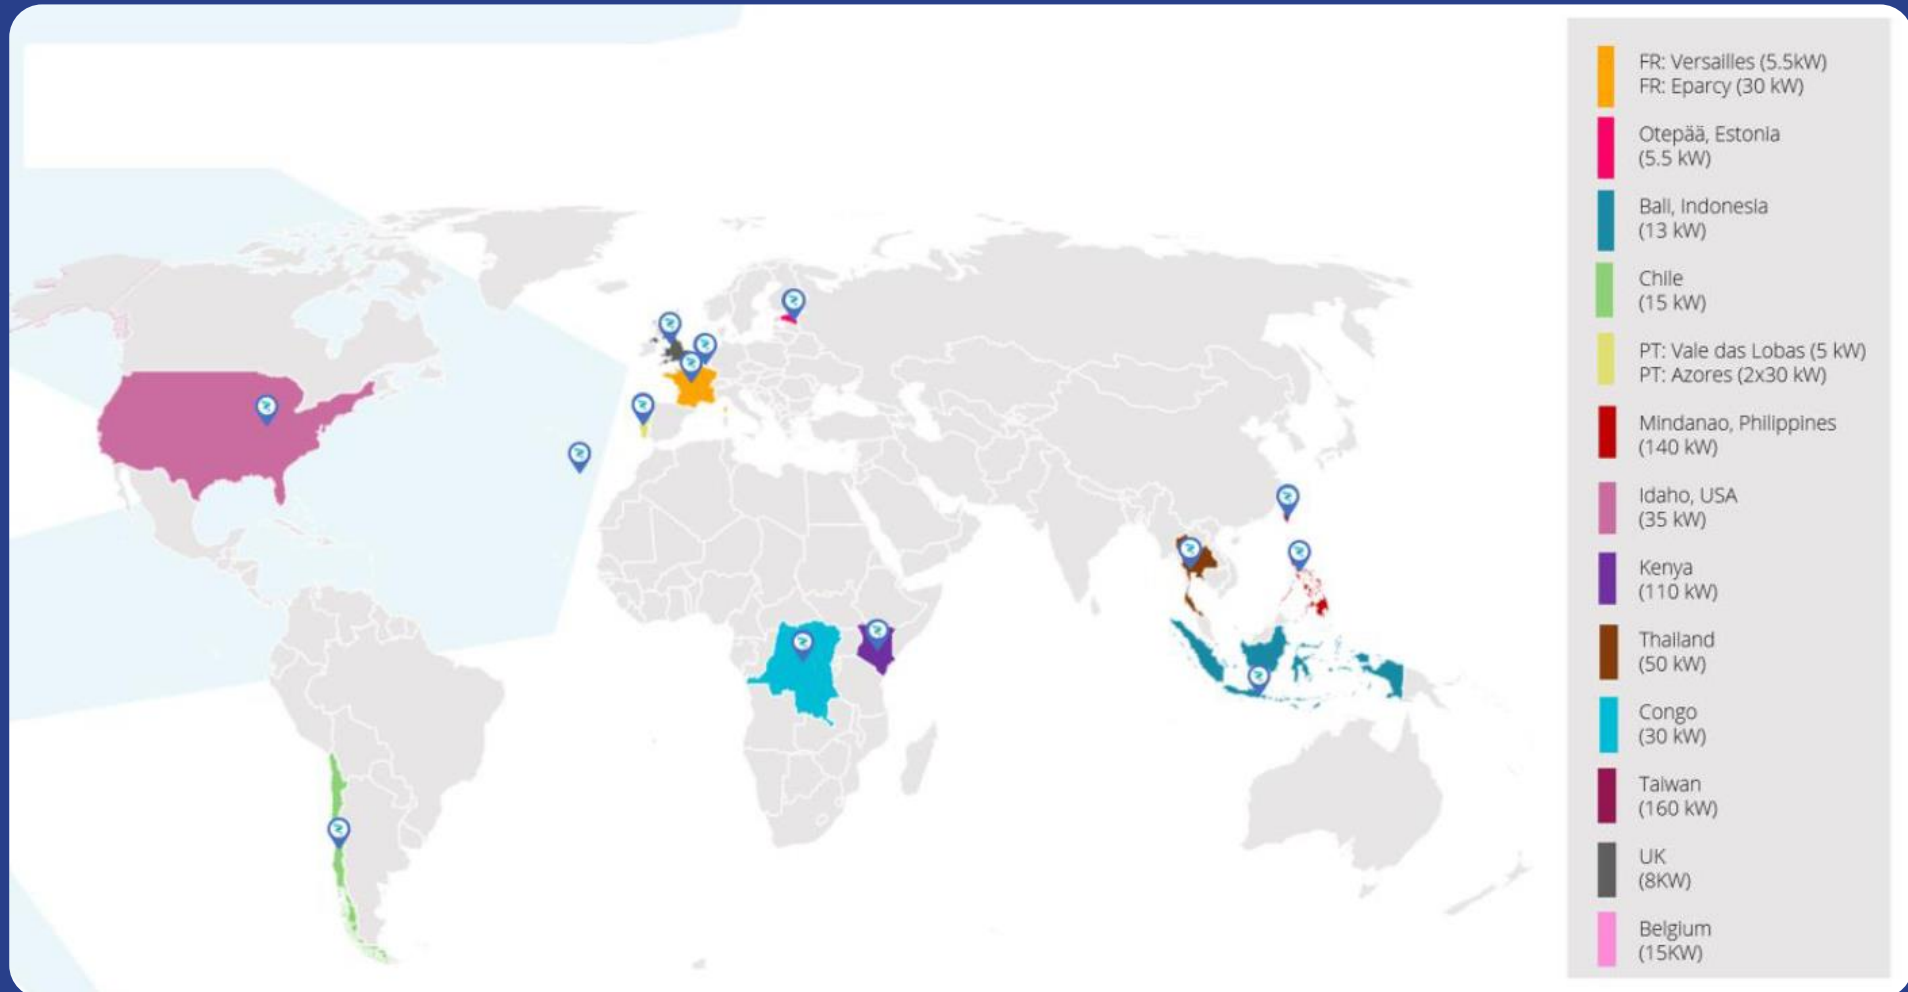 FR: Versailles (5.5kW)
FR: Eparcy (30 kW)
Otepää, Estonia
(5.5 kW)
Bali, Indonesia
(13 kW)
Chile
(15 kW)
PT: Vale das Lobas (5 kW)
PT: Azores (2x30 kW)
Mindanao, Philippines
(140 kW)
Idaho, USA
(35 kW)
Kenya
(110 kW)
Thailand
(50 kW)
Congo
(30 kW)
Taiwan
(160 kW)
UK
(8KW)
Belgium
(15KW)